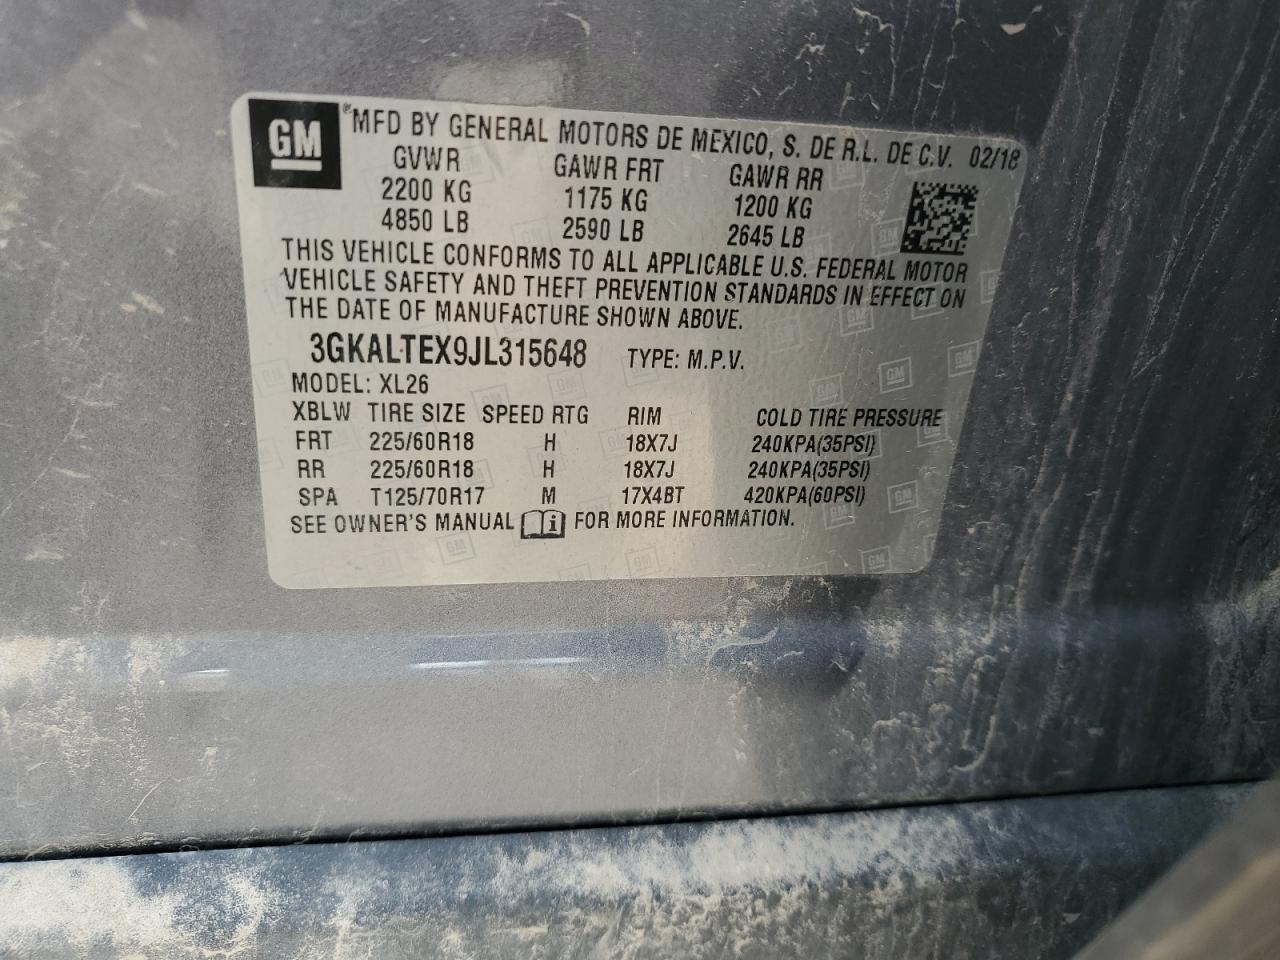 GM ®MFD BY GENERAL MOTORS DE MEXICO, S. DE R.L. DE C.V. 02/18
GVWR GAWR FRT GAWR RR
2200 KG 1175 KG 1200 KG
4850 LB 2590 LB 2645 LB
THIS VEHICLE CONFORMS TO ALL APPLICABLE U.S. FEDERAL MOTOR
VEHICLE SAFETY AND THEFT PREVENTION STANDARDS IN EFFECT ON
THE DATE OF MANUFACTURE SHOWN ABOVE.
3GKALTEX9JL315648 TYPE: M.P.V.
MODEL: XL26
XBLW TIRE SIZE SPEED RTG RIM COLD TIRE PRESSURE
FRT 225/60R18 H 18X7J 240KPA(35PSI)
RR 225/60R18 H 18X7J 240KPA(35PSI)
SPA T125/70R17 M 17X4BT 420KPA(60PSI)
SEE OWNER'S MANUAL i FOR MORE INFORMATION.